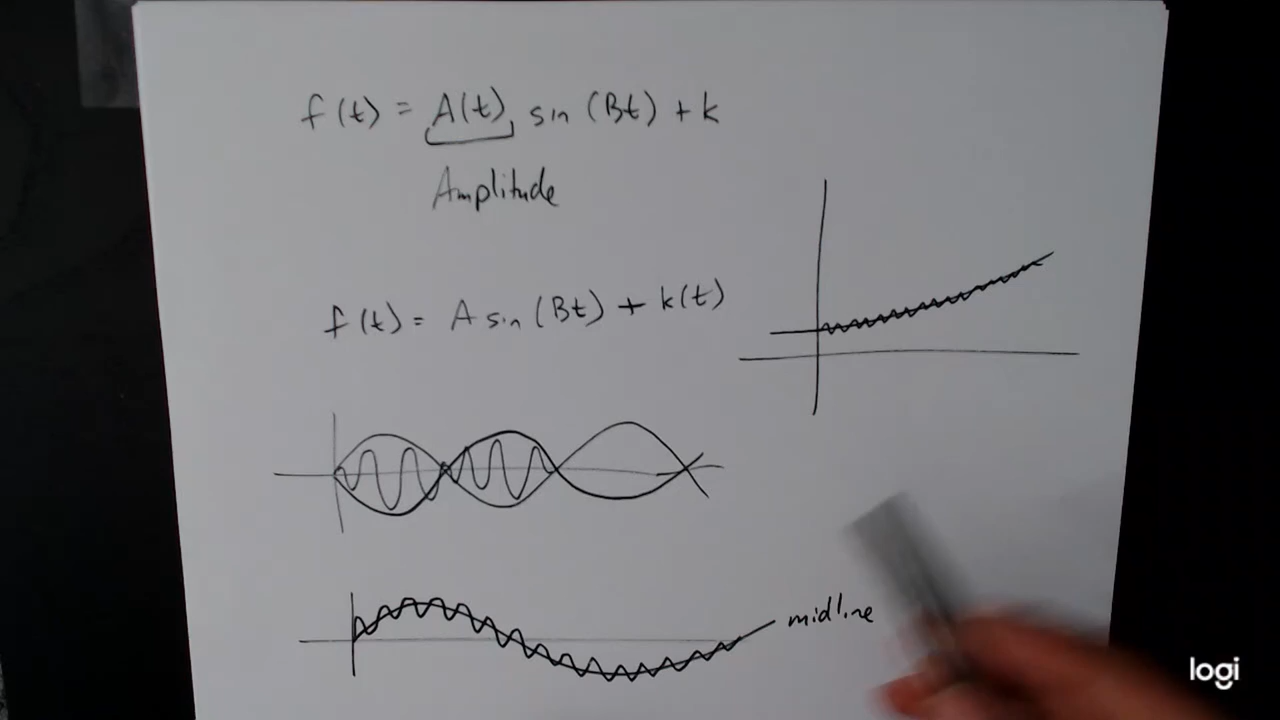 f(t) = A(t) sin (Bt) + k
Amplitude
f(t) = A sin (Bt) + k(t)
midline
logi